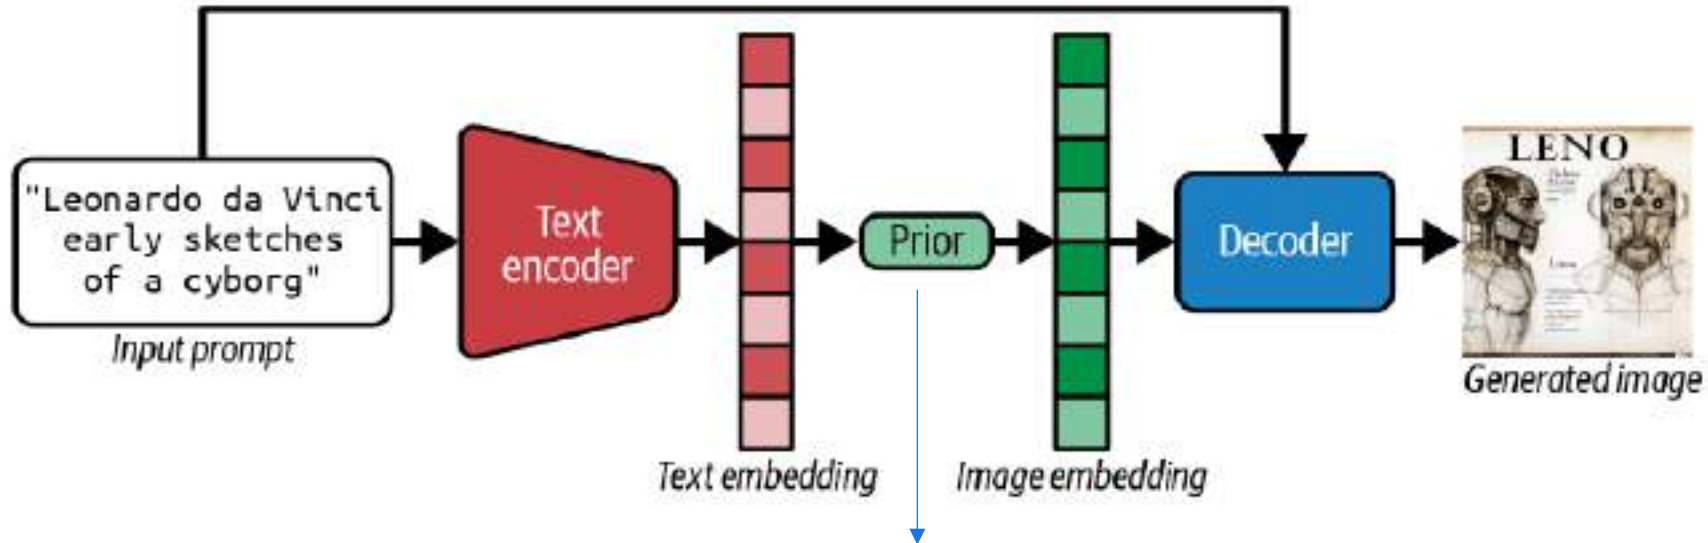 "Leonardo da Vinci
early sketches
of a cyborg"
Input prompt
Text
encoder
Text embedding
Prior
Image embedding
Decoder
LENO
Generated image